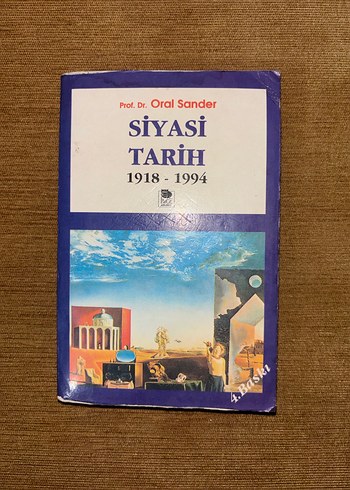 Prof. Dr. Oral Sander
SİYASİ
TARİH
1918 - 1994
4.Baskı